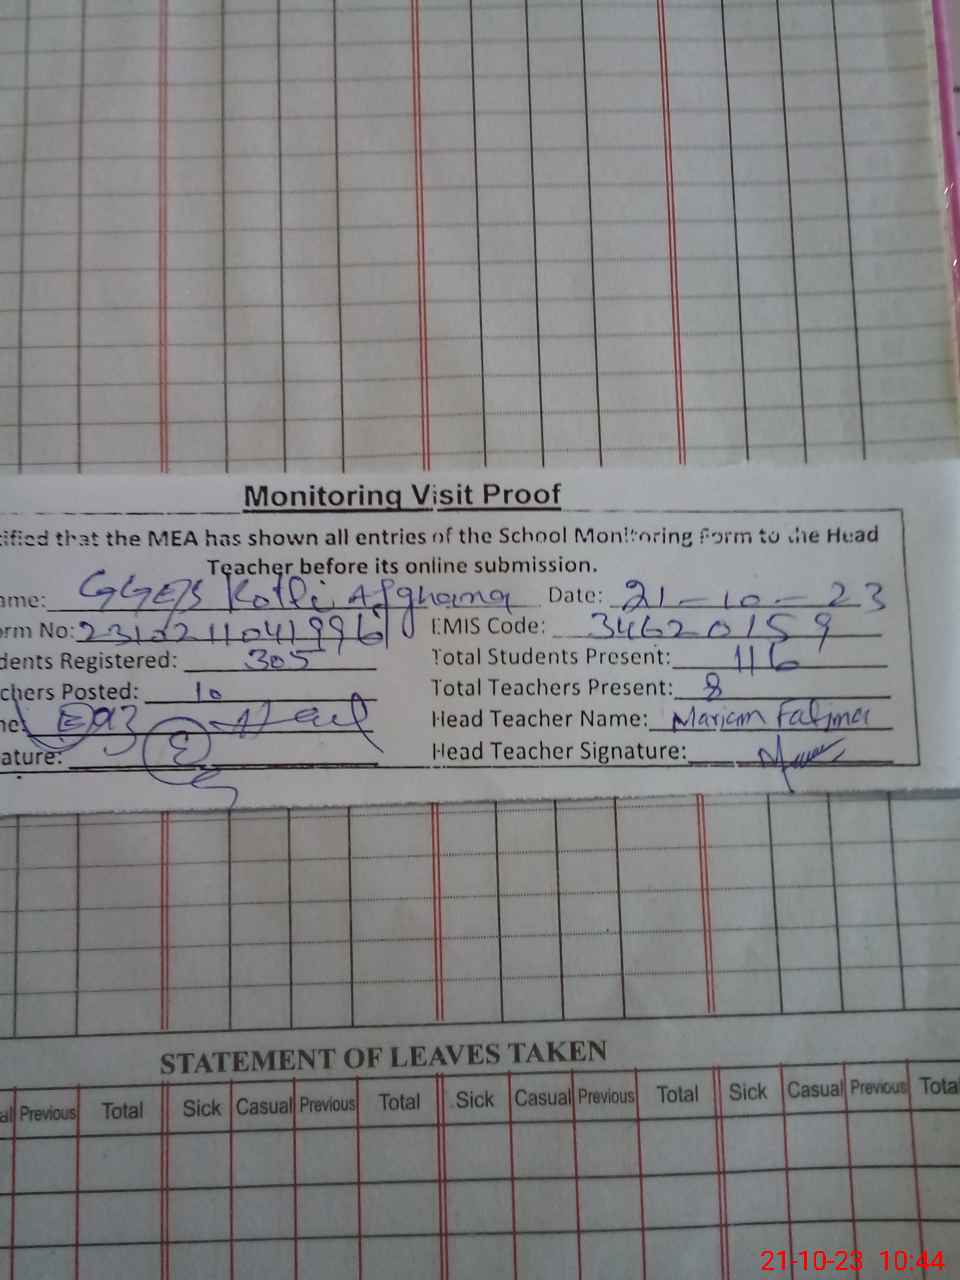 Monitoring Visit Proof
tified that the MEA has shown all entries of the School Monitoring Form to the Head
Teacher before its online submission.
ame: GGES Kotli Afghana Date: 21-10-23
orm No: 2310211041996 EMIS Code: 34620159
dents Registered: 305 Total Students Present: 116
chers Posted: 10 Total Teachers Present: 8
me: Head Teacher Name: Mariam Fatima
ature: Head Teacher Signature:
STATEMENT OF LEAVES TAKEN
al Previous Total Sick Casual Previous Total Sick Casual Previous Total Sick Casual Previous Total
21-10-23 10:44